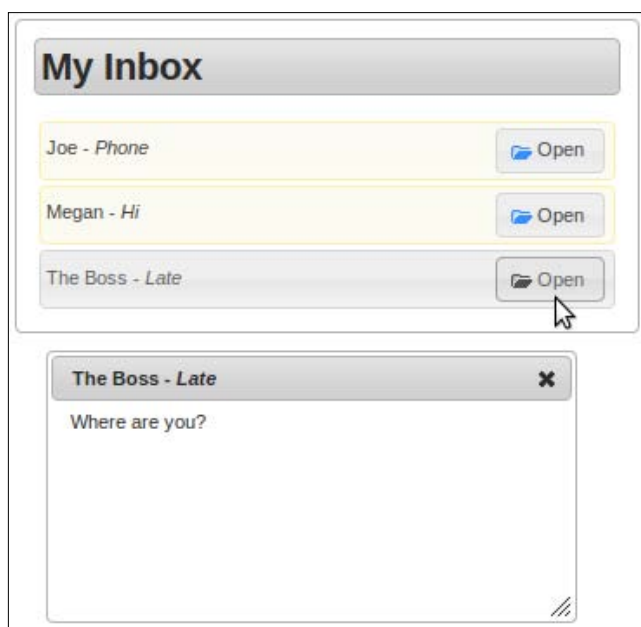 My Inbox
Joe - Phone
Open
Megan - Hi
Open
The Boss - Late
Open
The Boss - Late
Where are you?